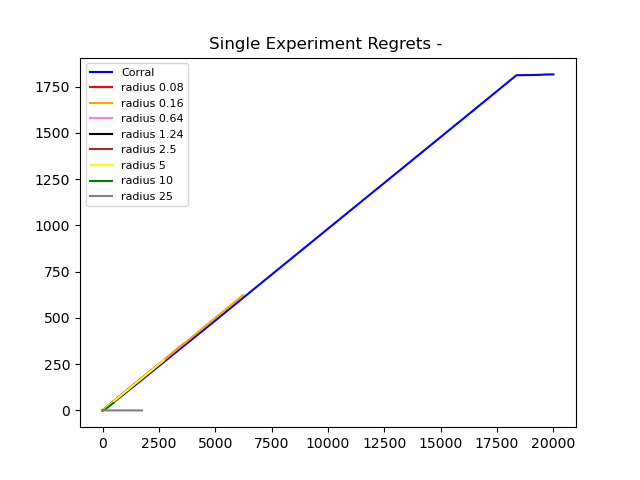 Single Experiment Regrets -
Corral
radius 0.08
radius 0.16
radius 0.64
radius 1.24
radius 2.5
radius 5
radius 10
radius 25
1750
1500
1250
1000
750
500
250
0
0 2500 5000 7500 10000 12500 15000 17500 20000